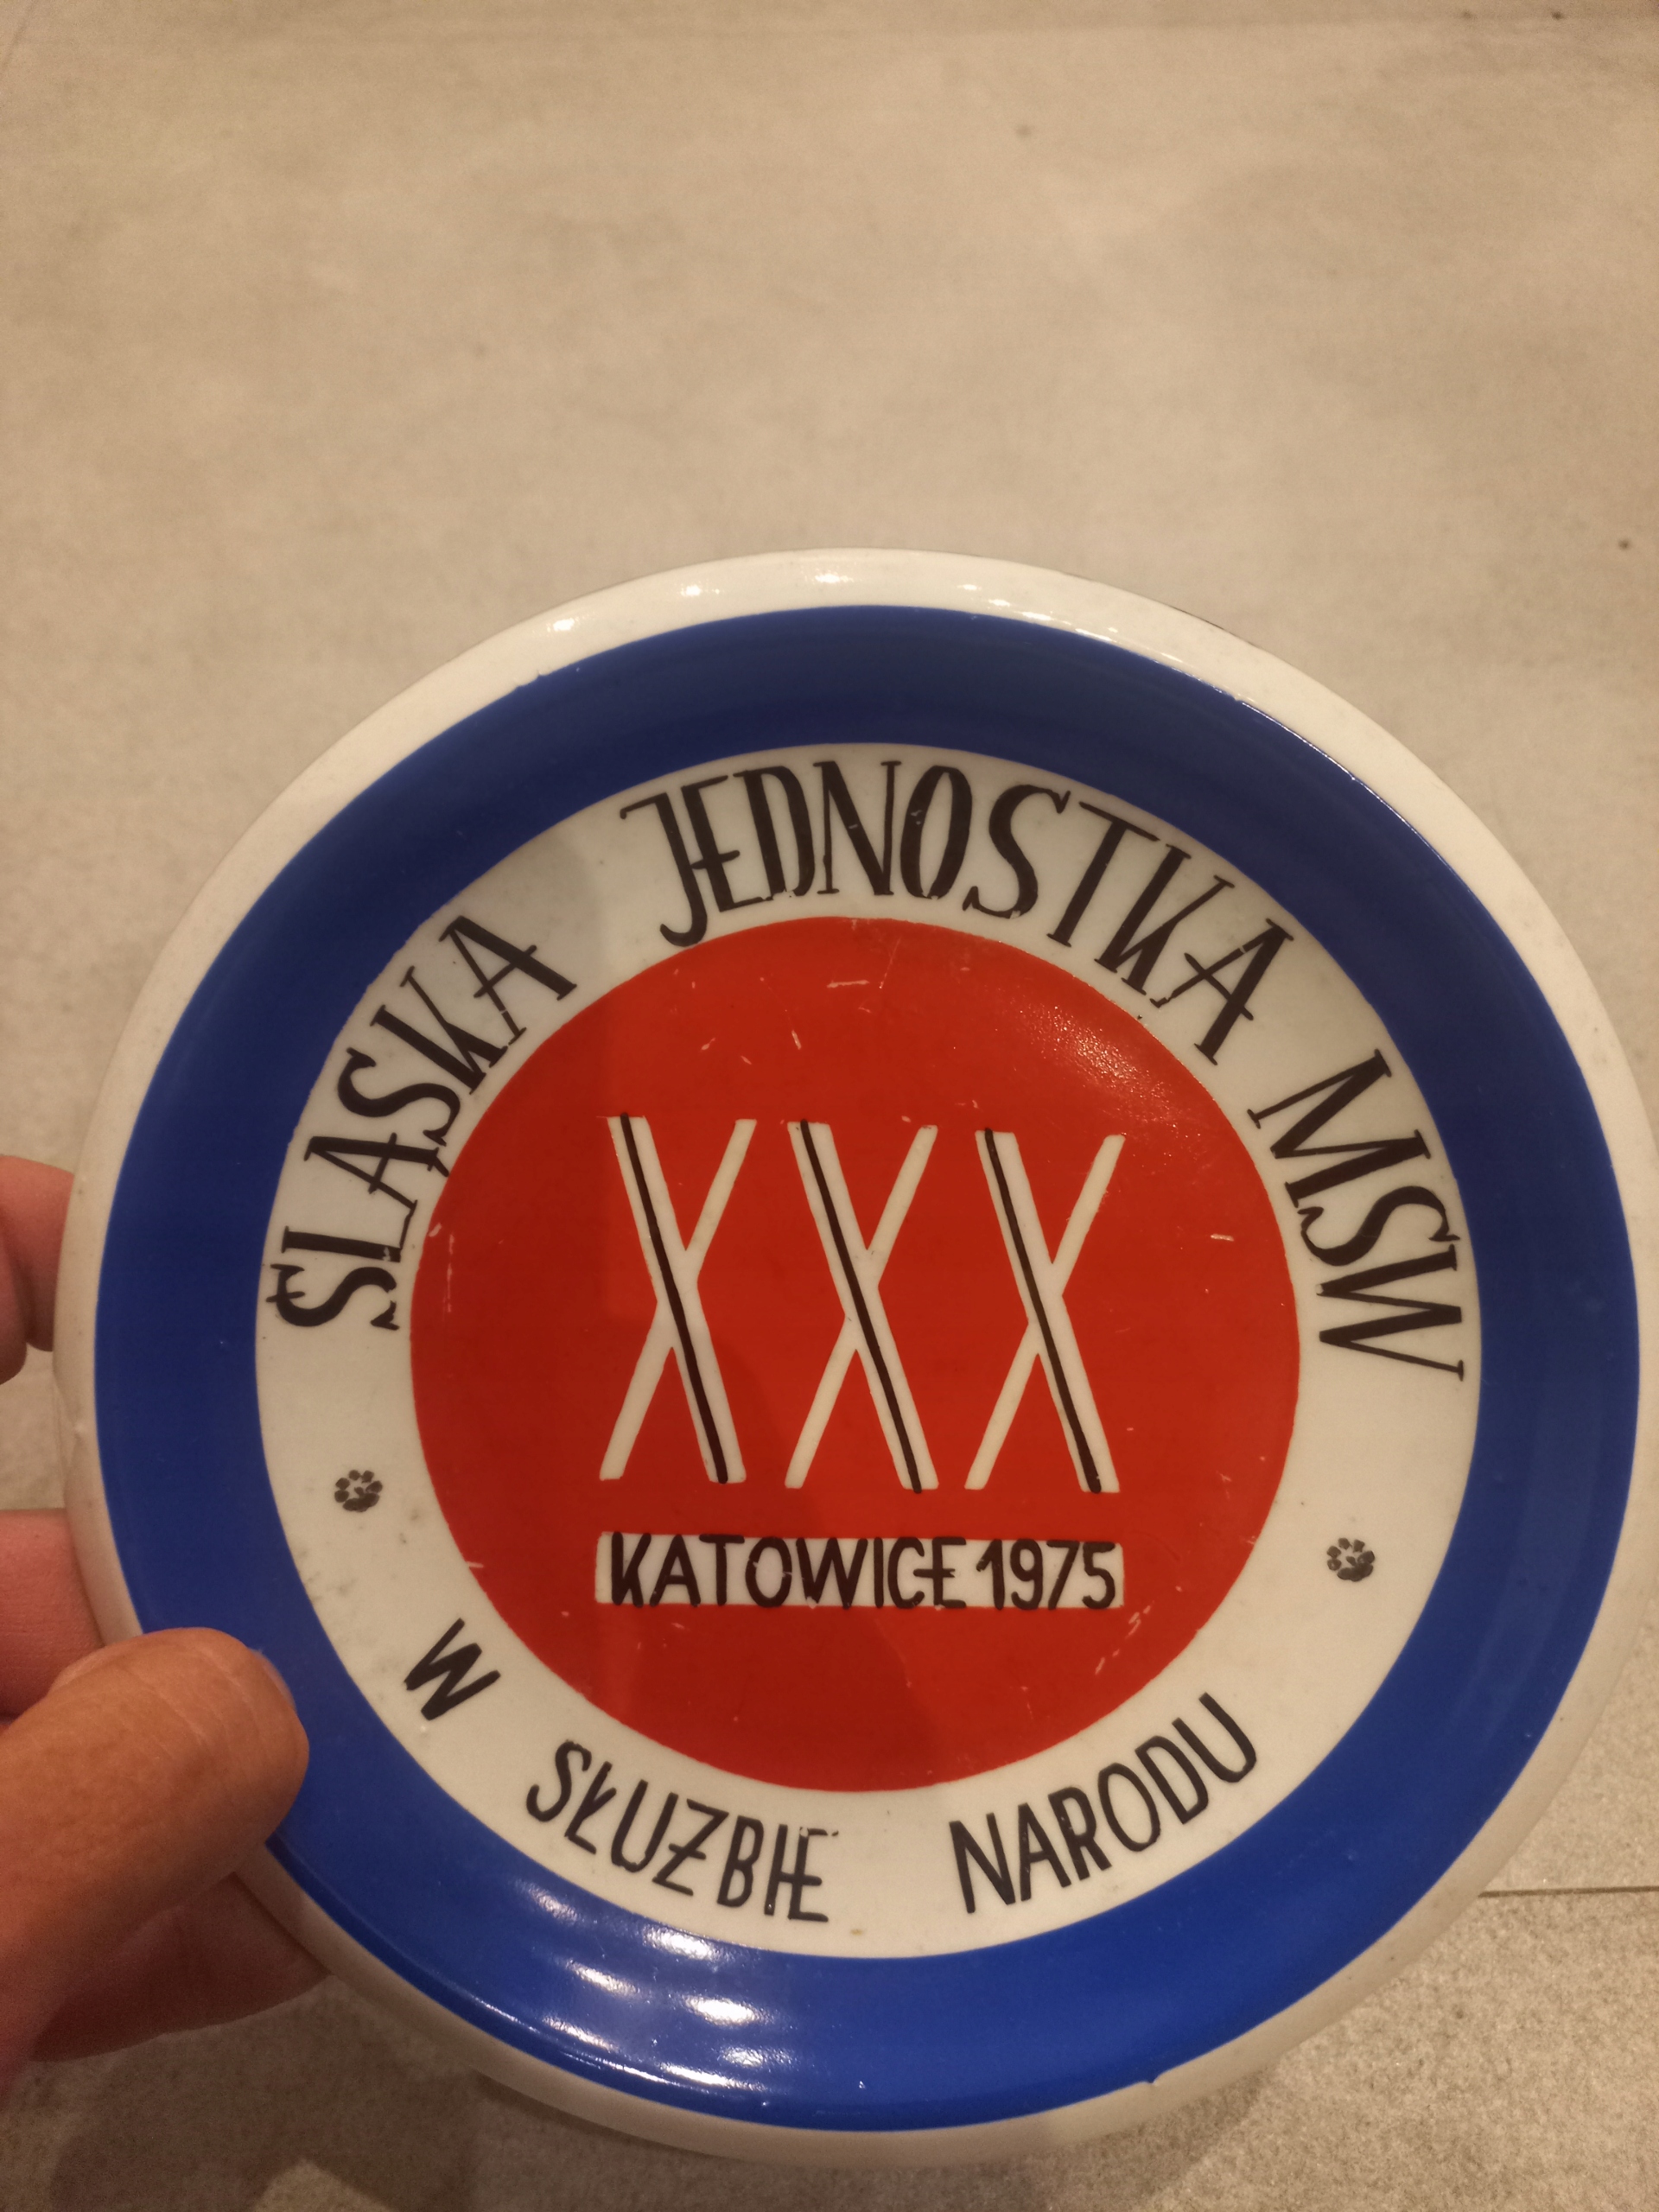 ŚLĄSKA JEDNOSTKA MSW
XXX
KATOWICE 1975
W SŁUŻBIE NARODU